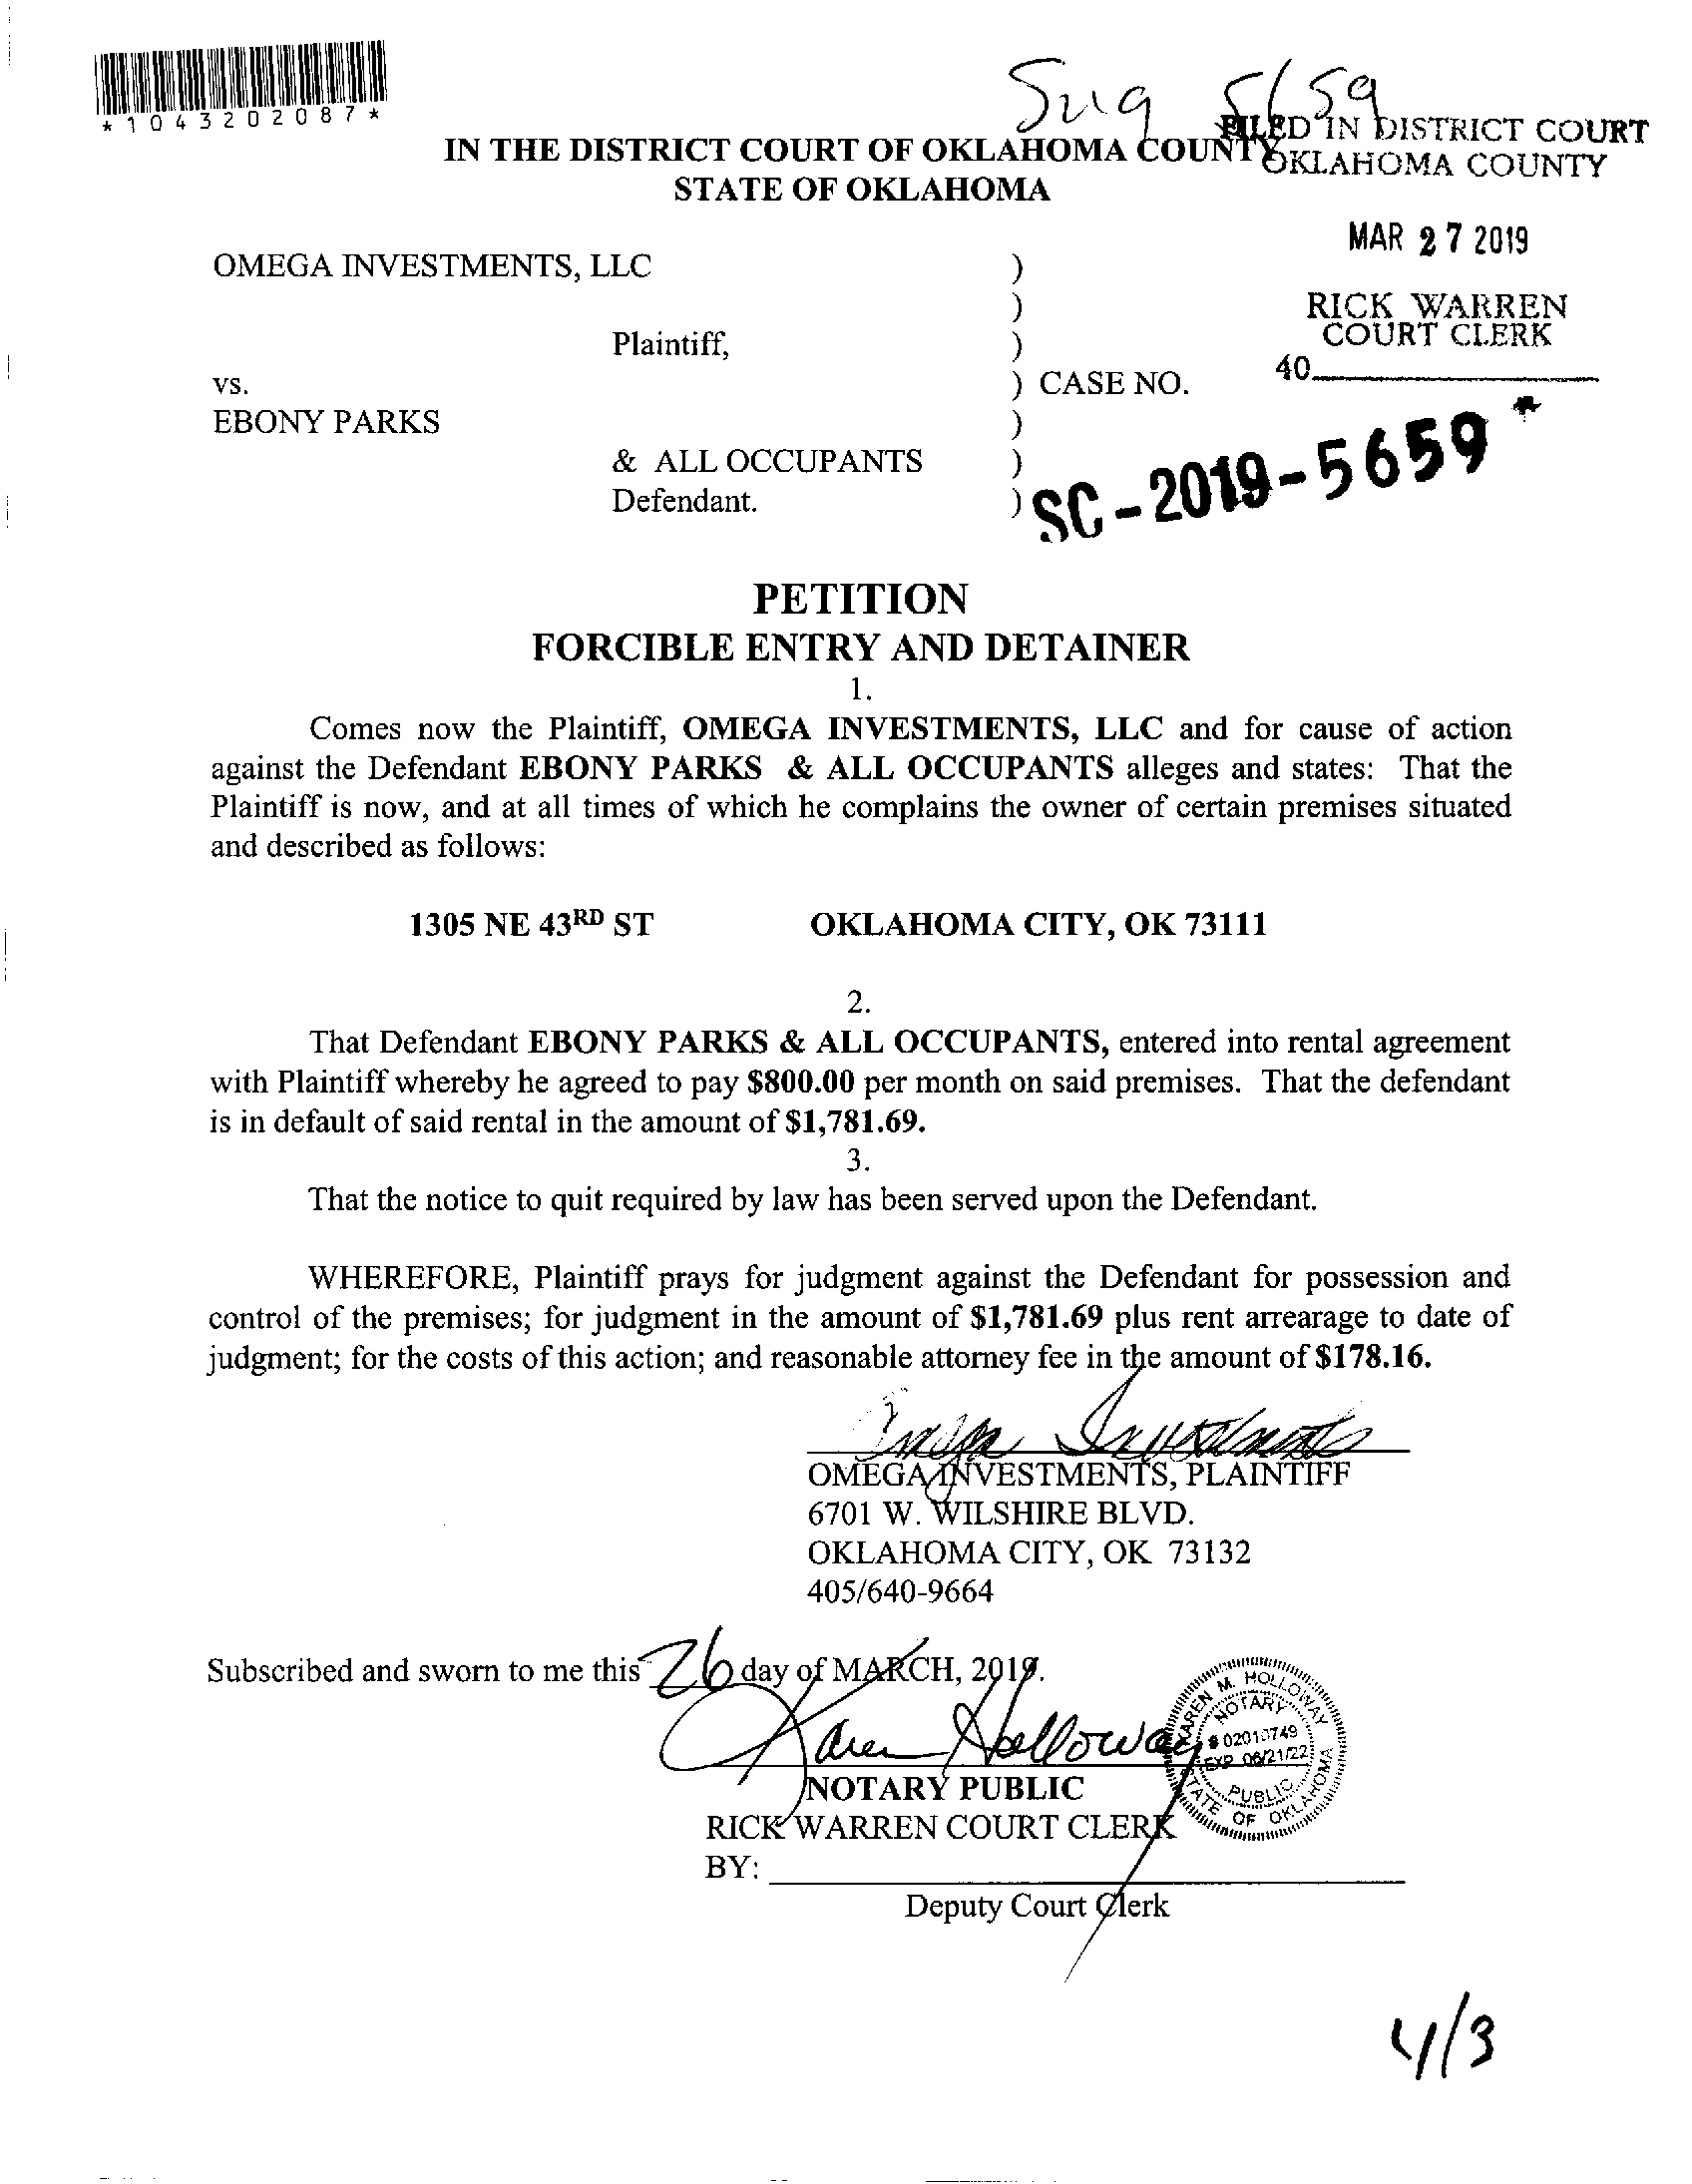 *1043202087*
5659
IN THE DISTRICT COURT OF OKLAHOMA COUNTY
STATE OF OKLAHOMA
FILED IN DISTRICT COURT
OKLAHOMA COUNTY
MAR 27 2019
RICK WARREN
COURT CLERK
40
OMEGA INVESTMENTS, LLC )
)
Plaintiff, )
vs. ) CASE NO.
EBONY PARKS )
& ALL OCCUPANTS )
Defendant. )
SC-2019-5659
PETITION
FORCIBLE ENTRY AND DETAINER
1.
Comes now the Plaintiff, OMEGA INVESTMENTS, LLC and for cause of action
against the Defendant EBONY PARKS & ALL OCCUPANTS alleges and states: That the
Plaintiff is now, and at all times of which he complains the owner of certain premises situated
and described as follows:
1305 NE 43RD ST OKLAHOMA CITY, OK 73111
2.
That Defendant EBONY PARKS & ALL OCCUPANTS, entered into rental agreement
with Plaintiff whereby he agreed to pay $800.00 per month on said premises. That the defendant
is in default of said rental in the amount of $1,781.69.
3.
That the notice to quit required by law has been served upon the Defendant.
WHEREFORE, Plaintiff prays for judgment against the Defendant for possession and
control of the premises; for judgment in the amount of $1,781.69 plus rent arrearage to date of
judgment; for the costs of this action; and reasonable attorney fee in the amount of $178.16.
Omega Investments
OMEGA INVESTMENTS, PLAINTIFF
6701 W. WILSHIRE BLVD.
OKLAHOMA CITY, OK 73132
405/640-9664
Subscribed and sworn to me this 26 day of MARCH, 2019.
Karen Holloway
KAREN M. HOLLOWAY
NOTARY
EXP. 06/21/22
PUBLIC
STATE OF OKLAHOMA
NOTARY PUBLIC
RICK WARREN COURT CLERK
BY:
Deputy Court Clerk
4/3